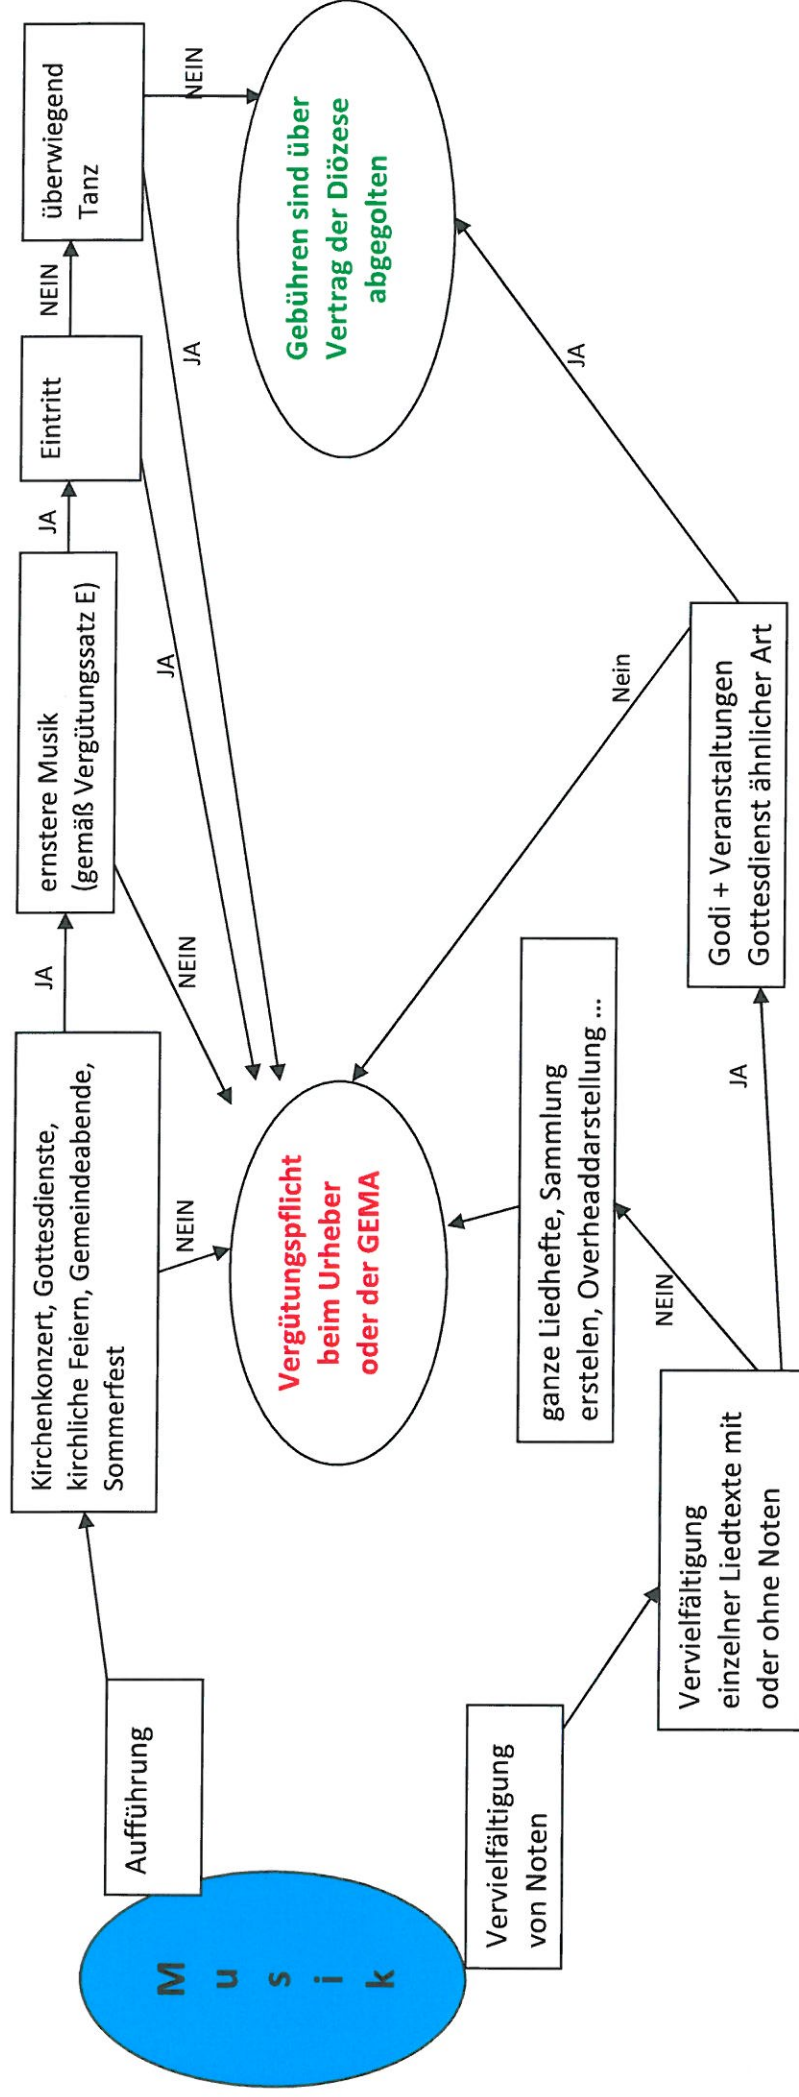 Musik
Aufführung
Kirchenkonzert, Gottesdienste,
kirchliche Feiern, Gemeindeabende,
Sommerfest
JA
ernstere Musik
(gemäß Vergütungssatz E)
JA
Eintritt
NEIN
überwiegend
Tanz
NEIN
NEIN
NEIN
JA
JA
Vergütungspflicht
beim Urheber
oder der GEMA
Gebühren sind über
Vertrag der Diözese
abgegolten
Vervielfältigung
von Noten
Vervielfältigung
einzelner Liedtexte mit
oder ohne Noten
NEIN
ganze Liedhefte, Sammlung
erstelen, Overheaddarstellung ...
JA
Godi + Veranstaltungen
Gottesdienst ähnlicher Art
Nein
JA